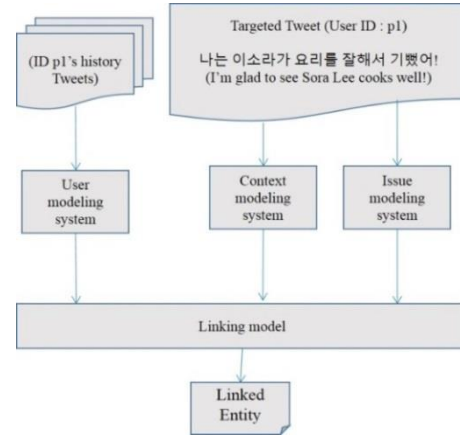 (ID p1's history
Tweets)
Targeted Tweet (User ID : p1)
나는 이소라가 요리를 잘해서 기뻤어!
(I'm glad to see Sora Lee cooks well!)
User
modeling
system
Context
modeling
system
Issue
modeling
system
Linking model
Linked
Entity